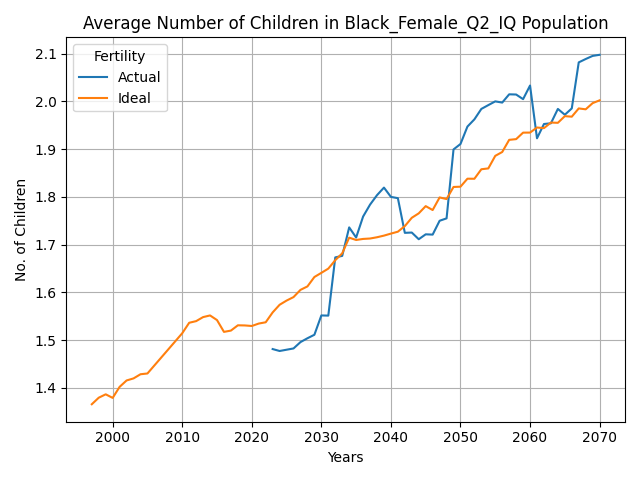 Average Number of Children in Black_Female_Q2_IQ Population
No. of Children
2.1
2.0
1.9
1.8
1.7
1.6
1.5
1.4
Fertility
Actual
Ideal
2000 2010 2020 2030 2040 2050 2060 2070
Years